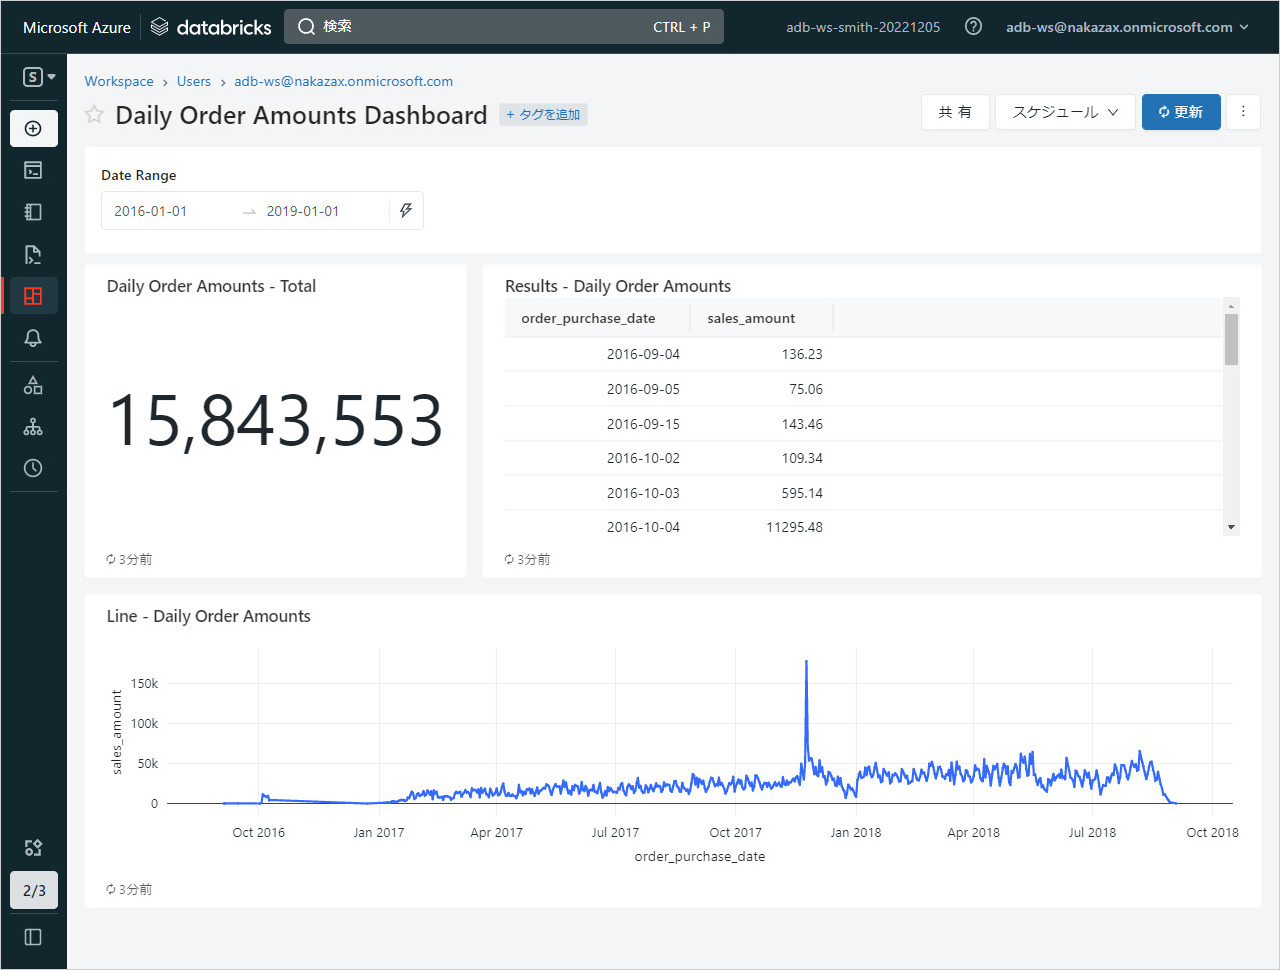 Microsoft Azure databricks 検索 CTRL + P adb-ws-smith-20221205 adb-ws@nakazax.onmicrosoft.com
S
Workspace › Users › adb-ws@nakazax.onmicrosoft.com
Daily Order Amounts Dashboard + タグを追加 共有 スケジュール 更新
Date Range
2016-01-01 → 2019-01-01
Daily Order Amounts - Total
15,843,553
3分前
Results - Daily Order Amounts
order_purchase_date sales_amount
2016-09-04 136.23
2016-09-05 75.06
2016-09-15 143.46
2016-10-02 109.34
2016-10-03 595.14
2016-10-04 11295.48
3分前
Line - Daily Order Amounts
sales_amount
150k
100k
50k
0
Oct 2016 Jan 2017 Apr 2017 Jul 2017 Oct 2017 Jan 2018 Apr 2018 Jul 2018 Oct 2018
order_purchase_date
3分前
2/3